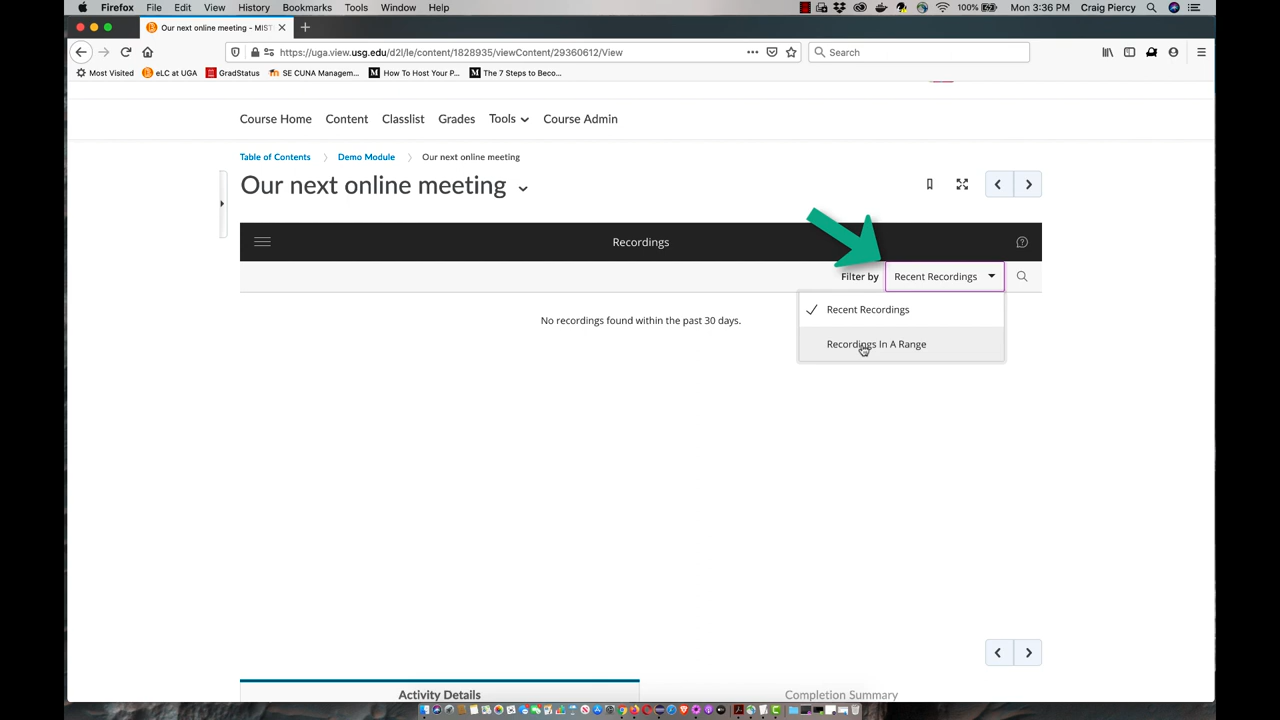 Firefox File Edit View History Bookmarks Tools Window Help 100% Mon 3:36 PM Craig Piercy
Our next online meeting - MIST
https://uga.view.usg.edu/d2l/le/content/1828935/viewContent/29360612/View Search
Most Visited eLC at UGA GradStatus SE CUNA Managem... How To Host Your P... The 7 Steps to Beco...
Course Home Content Classlist Grades Tools Course Admin
Table of Contents Demo Module Our next online meeting
Our next online meeting
Recordings
Filter by Recent Recordings
Recent Recordings
No recordings found within the past 30 days.
Recordings In A Range
Activity Details Completion Summary